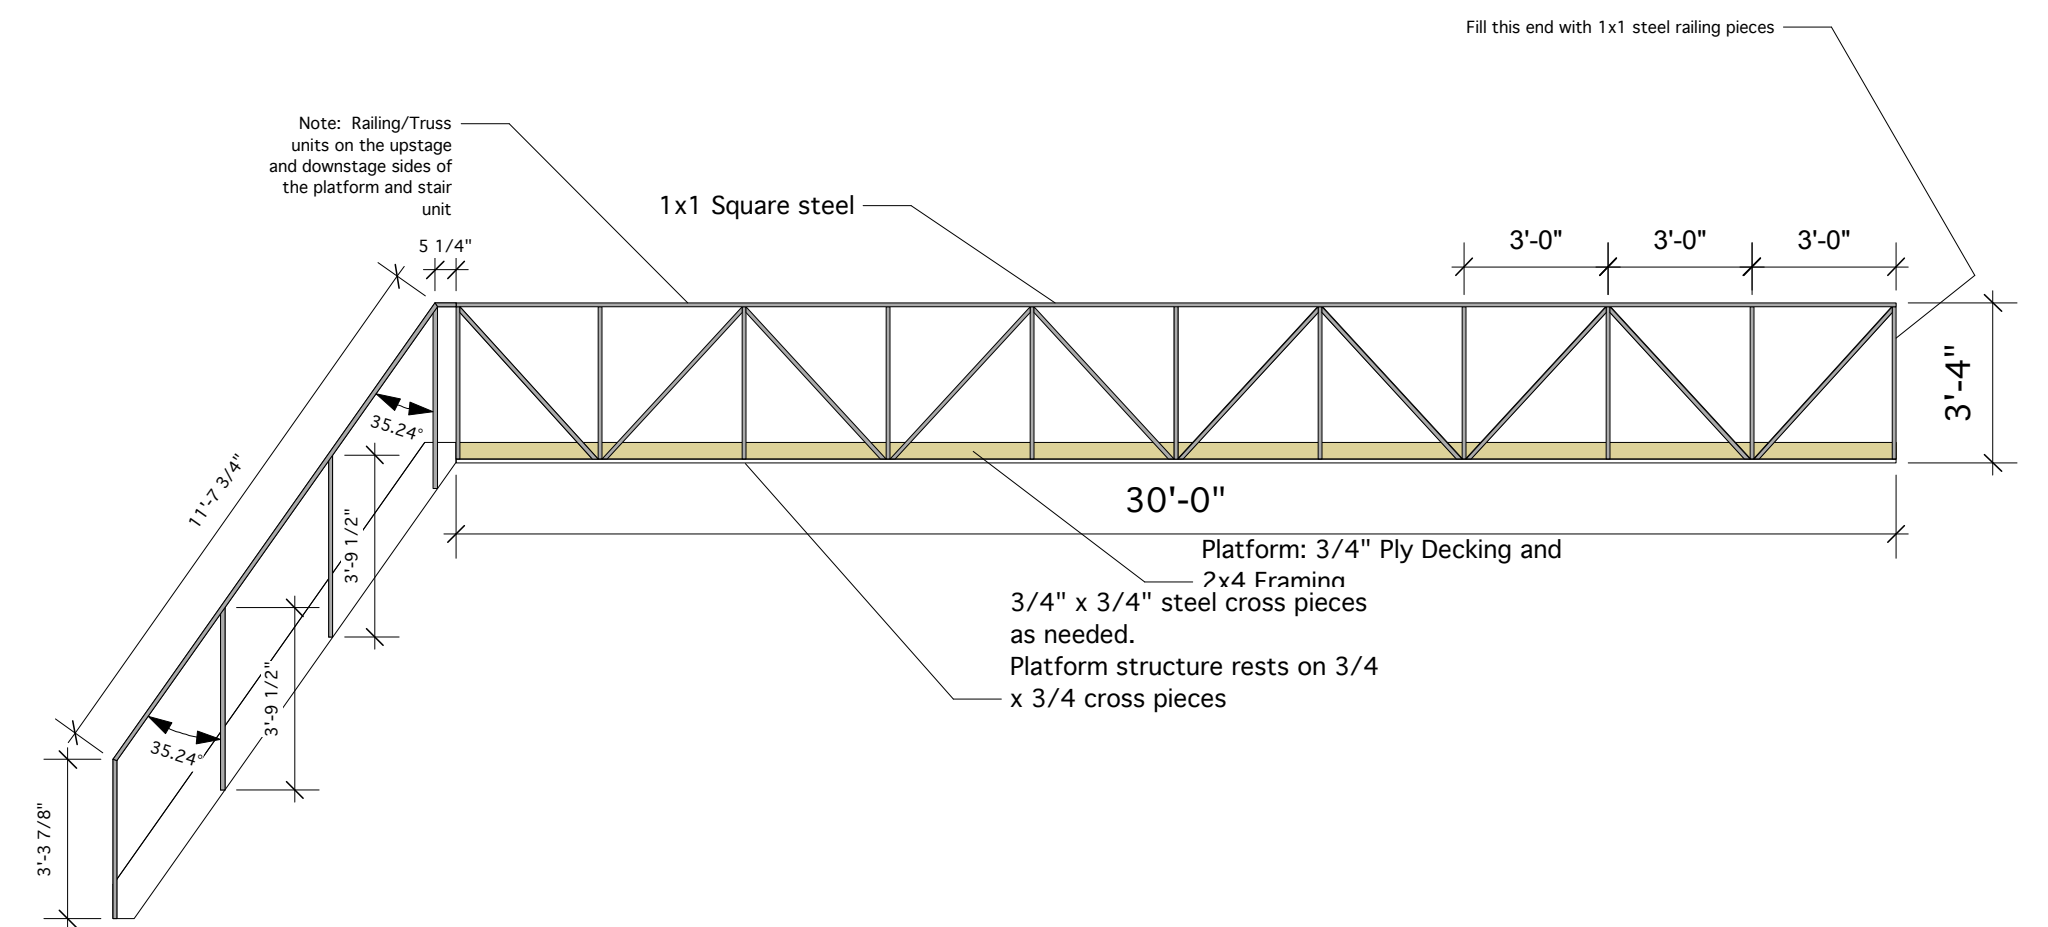 Fill this end with 1x1 steel railing pieces
Note: Railing/Truss
units on the upstage
and downstage sides of
the platform and stair
unit
1x1 Square steel
5 1/4"
3'-0"
3'-0"
3'-0"
3'-4"
35.24°
11'-7 3/4"
3'-9 1/2"
30'-0"
Platform: 3/4" Ply Decking and
2x4 Framing
3/4" x 3/4" steel cross pieces
as needed.
Platform structure rests on 3/4
x 3/4 cross pieces
3'-9 1/2"
35.24°
3'-3 7/8"